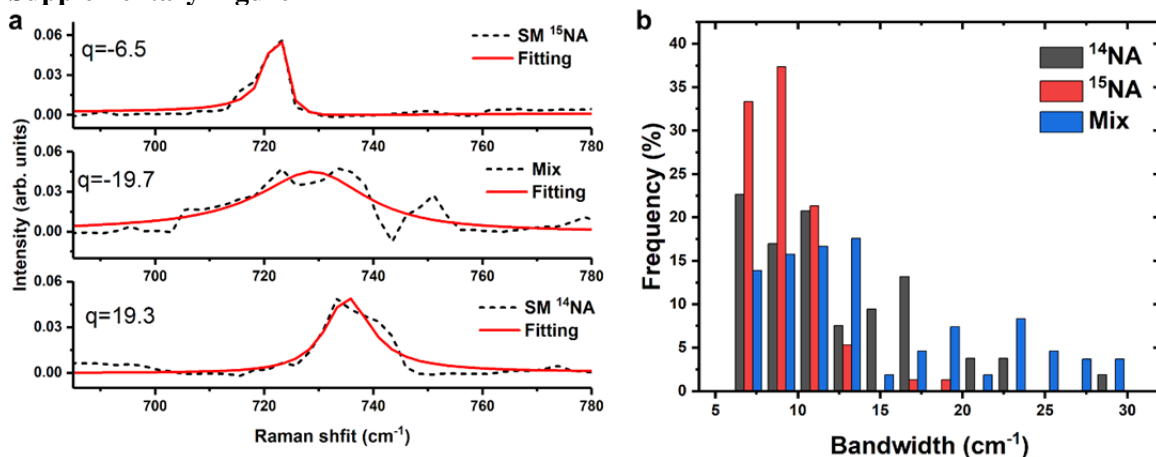 a
b
0.06
0.03
0.00
q=-6.5
SM ¹⁵NA
Fitting
700
720
740
760
780
0.06
0.03
0.00
q=-19.7
Mix
Fitting
700
720
740
760
780
0.06
0.03
0.00
q=19.3
SM ¹⁴NA
Fitting
700
720
740
760
780
Intensity (arb. units)
Raman shfit (cm⁻¹)
40
35
30
25
20
15
10
5
0
Frequency (%)
¹⁴NA
¹⁵NA
Mix
5
10
15
20
25
30
Bandwidth (cm⁻¹)